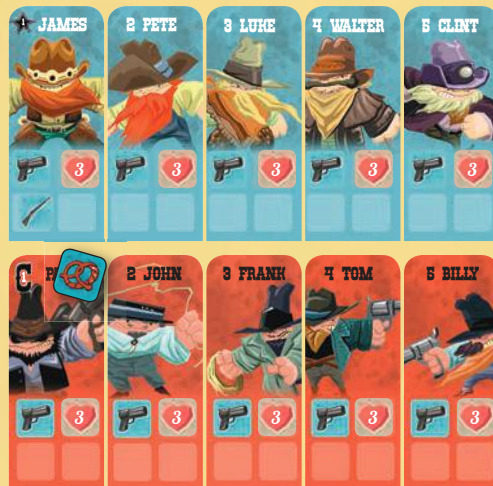 1 JAMES
2 PETE
3 LUKE
4 WALTER
5 CLINT
3
3
3
3
3
1
2 JOHN
3 FRANK
4 TOM
5 BILLY
3
3
3
3
3